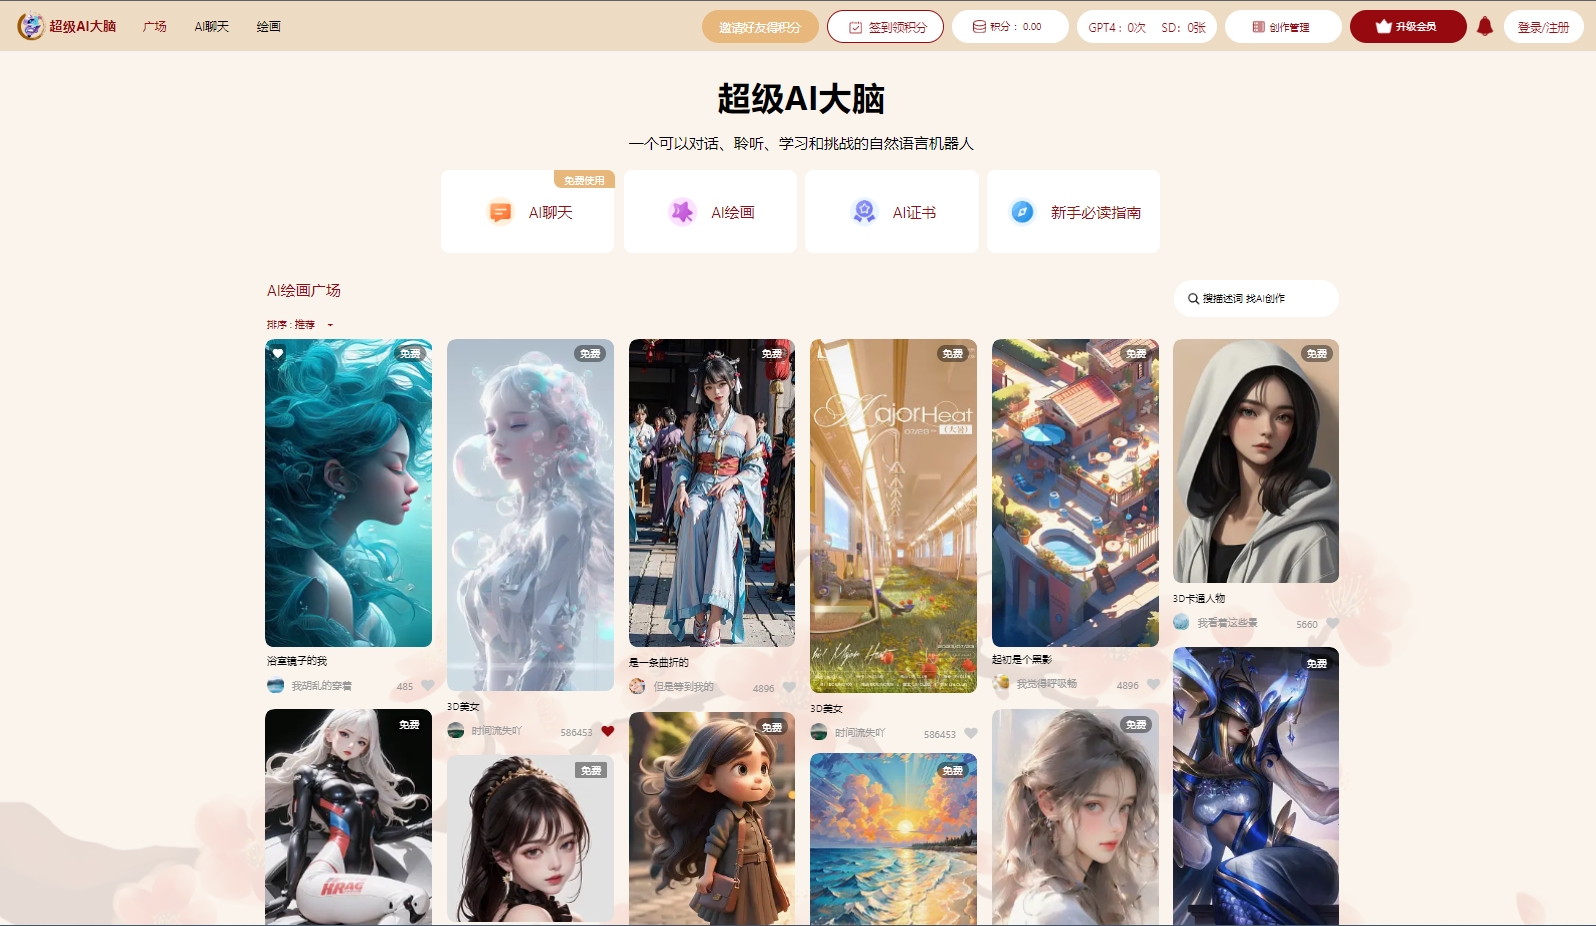 超级AI大脑
广场
AI聊天
绘画
邀请好友得积分
签到领积分
积分：0.00
GPT4：0次 SD：0张
创作管理
升级会员
登录/注册
超级AI大脑
一个可以对话、聆听、学习和挑战的自然语言机器人
免费使用
AI聊天
AI绘画
AI证书
新手必读指南
AI绘画广场
搜描述词 找AI创作
排序：推荐
免费
免费
免费
免费
免费
免费
MajorHeat
(大暑)
浴室镜子的我
我胡乱的穿着
485
3D美女
时间流失吖
586453
是一条曲折的
但是等到我的
4896
3D美女
时间流失吖
586453
起初是个黑影
我觉得呼吸畅
4896
3D卡通人物
我看着这些景
5660
免费
免费
免费
免费
免费
免费